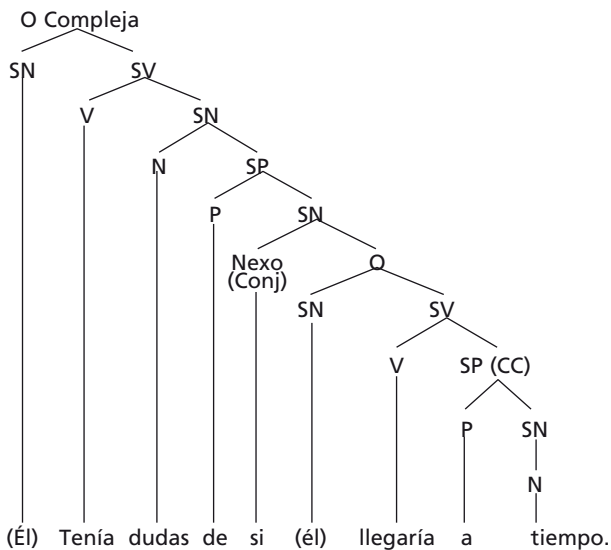 O Compleja
SN SV
V SN
N SP
P SN
Nexo O
(Conj)
SN SV
V SP (CC)
P SN
N
(Él) Tenía dudas de si (él) llegaría a tiempo.